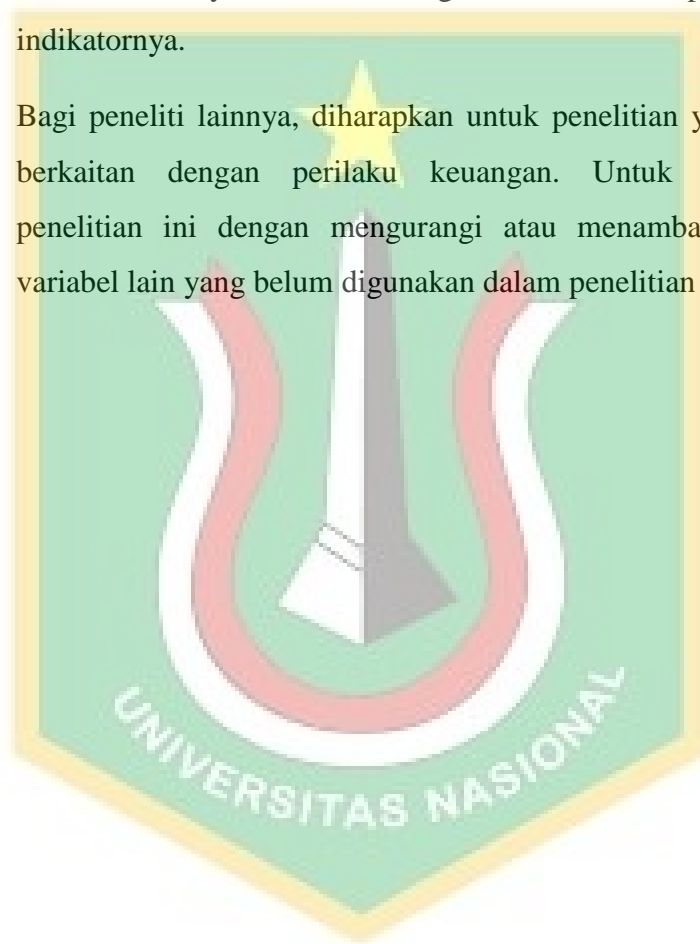 indikatornya.
Bagi peneliti lainnya, diharapkan untuk penelitian
berkaitan dengan perilaku keuangan. Untuk
penelitian ini dengan mengurangi atau menamba
variabel lain yang belum digunakan dalam penelitian
UNIVERSITAS NASIONAL